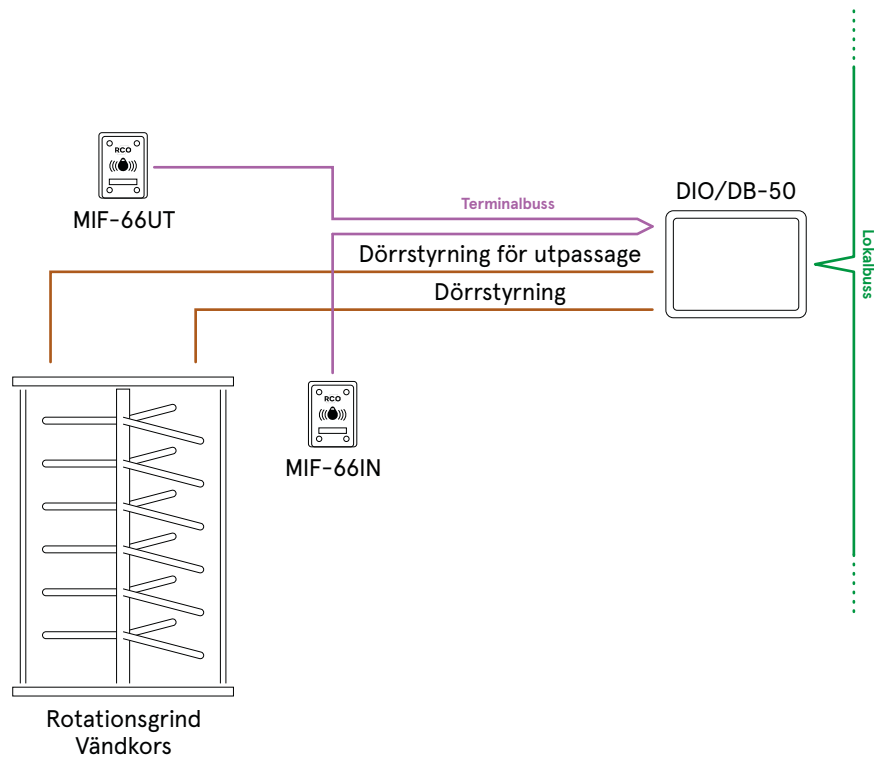 RCO
MIF-66UT
Terminalbuss
DIO/DB-50
Dörrstyrning för utpassage
Dörrstyrning
Lokalbuss
RCO
MIF-66IN
Rotationsgrind
Vändkors